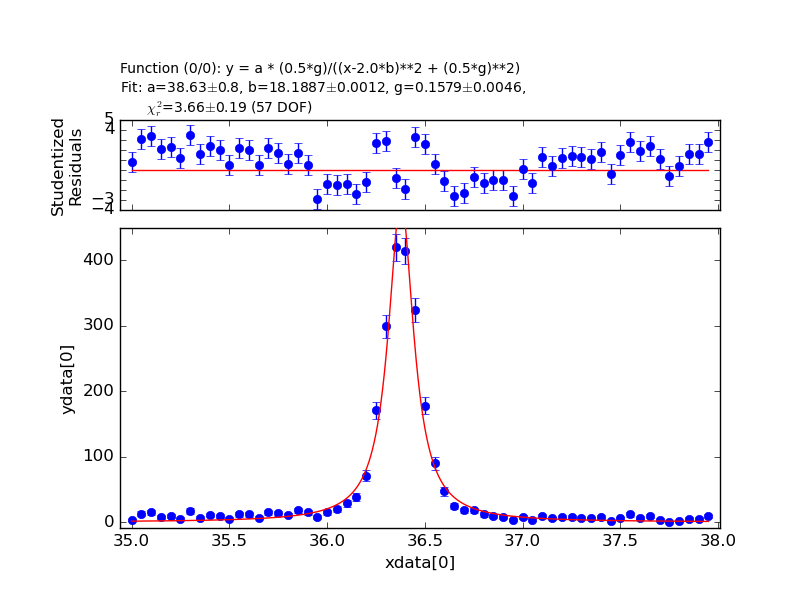 Function (0/0): y = a * (0.5*g)/((x-2.0*b)**2 + (0.5*g)**2)
Fit: a=38.63±0.8, b=18.1887±0.0012, g=0.1579±0.0046,
χ²ᵣ=3.66±0.19 (57 DOF)
5
4
−3
−4
Studentized
Residuals
400
300
200
100
0
ydata[0]
35.0 35.5 36.0 36.5 37.0 37.5 38.0
xdata[0]